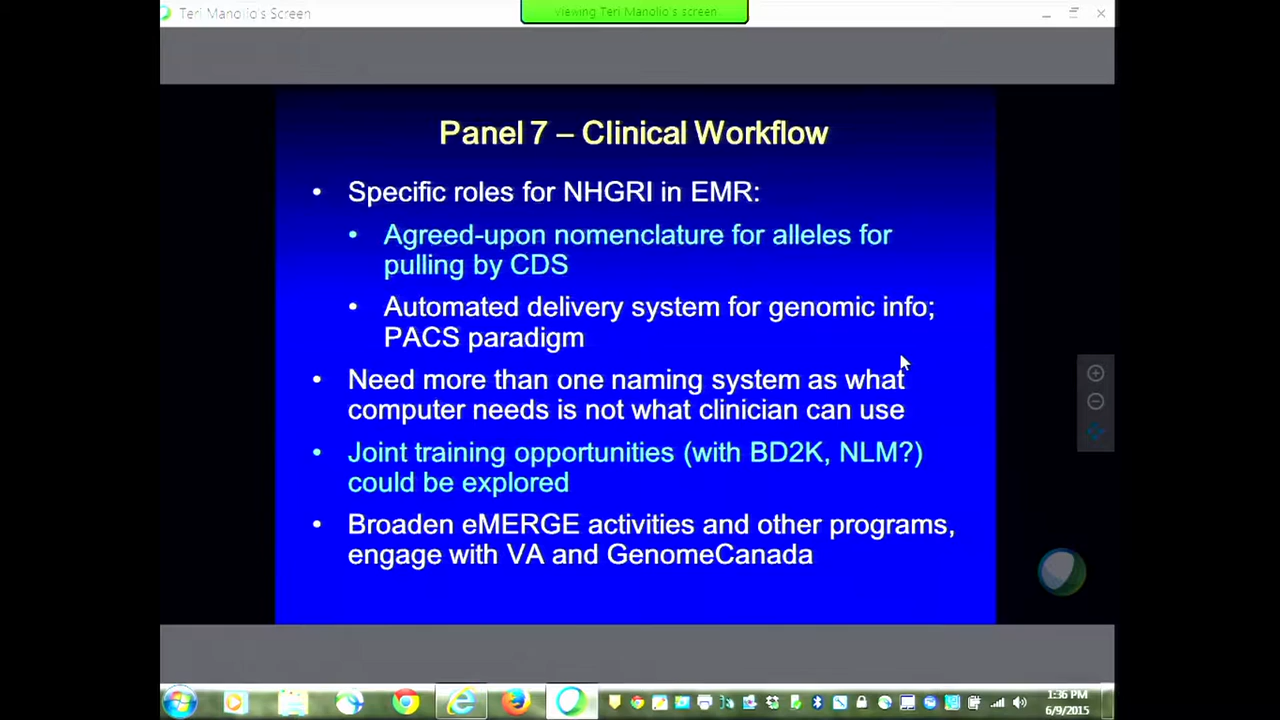 Teri Manolio's Screen
Viewing Teri Manolio's screen
Panel 7 – Clinical Workflow
• Specific roles for NHGRI in EMR:
• Agreed-upon nomenclature for alleles for
pulling by CDS
• Automated delivery system for genomic info;
PACS paradigm
• Need more than one naming system as what
computer needs is not what clinician can use
• Joint training opportunities (with BD2K, NLM?)
could be explored
• Broaden eMERGE activities and other programs,
engage with VA and GenomeCanada
1:36 PM
6/9/2015